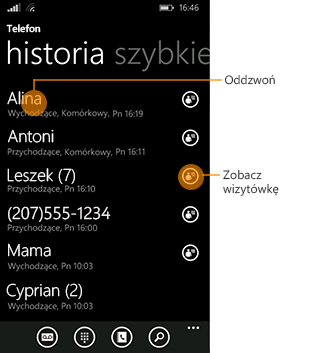 16:46
Telefon
historia szybkie
Oddzwoń
Alina
Wychodzące, Komórkowy, Pn 16:19
Antoni
Przychodzące, Komórkowy, Pn 16:11
Leszek (7)
Przychodzące, Pn 16:10
Zobacz
wizytówkę
(207)555-1234
Przychodzące, Pn 16:00
Mama
Wychodzące, Pn 10:03
Cyprian (2)
Wychodzące, Pn 10:03